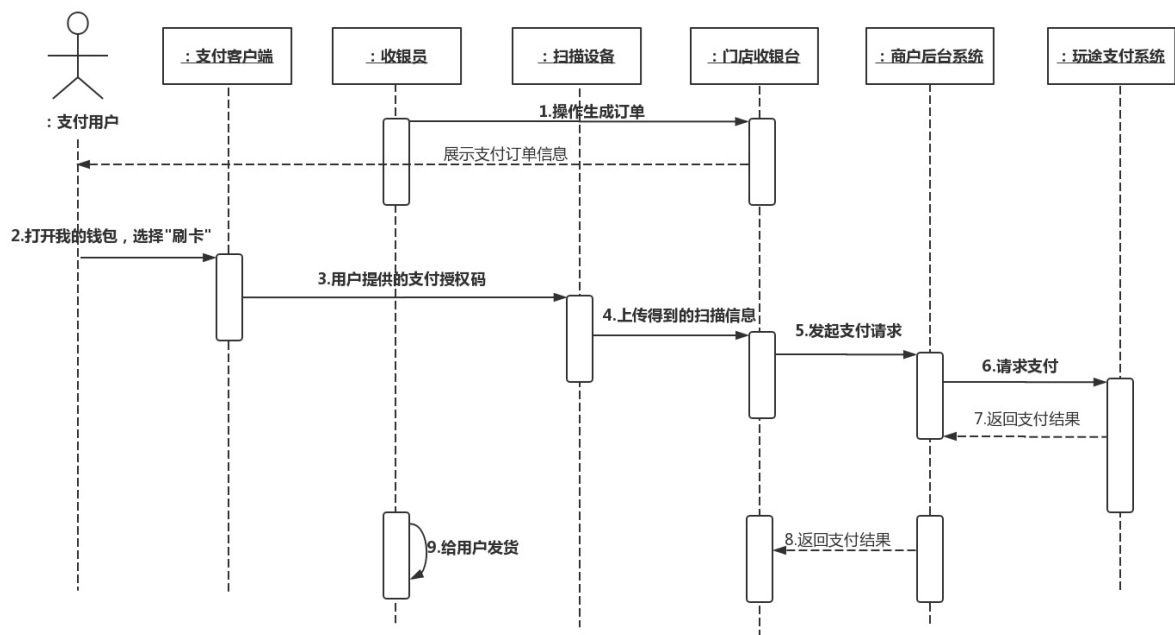 ：支付客户端
：收银员
：扫描设备
：门店收银台
：商户后台系统
：玩途支付系统
：支付用户
1.操作生成订单
展示支付订单信息
2.打开我的钱包，选择"刷卡"
3.用户提供的支付授权码
4.上传得到的扫描信息
5.发起支付请求
6.请求支付
7.返回支付结果
8.返回支付结果
9.给用户发货